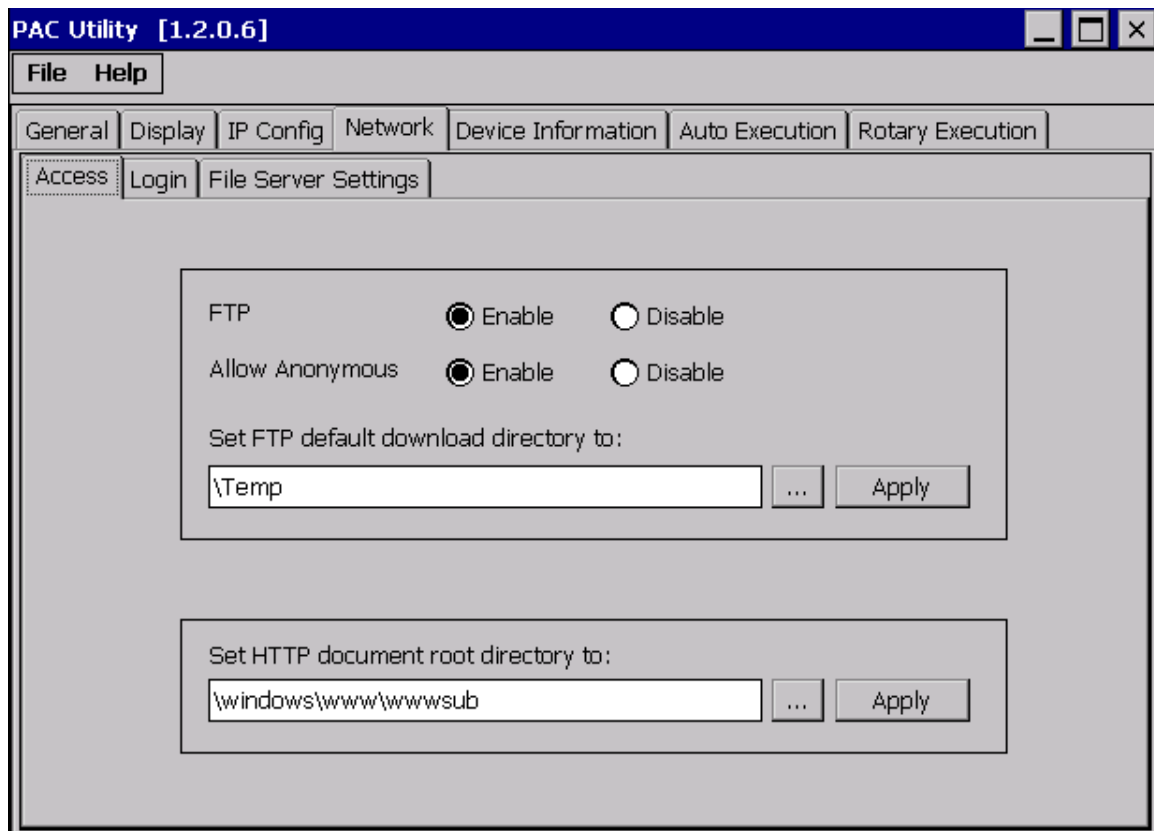 PAC Utility [1.2.0.6]
File Help
General Display IP Config Network Device Information Auto Execution Rotary Execution
Access Login File Server Settings
FTP Enable Disable
Allow Anonymous Enable Disable
Set FTP default download directory to:
\Temp ... Apply
Set HTTP document root directory to:
\windows\www\wwwsub ... Apply